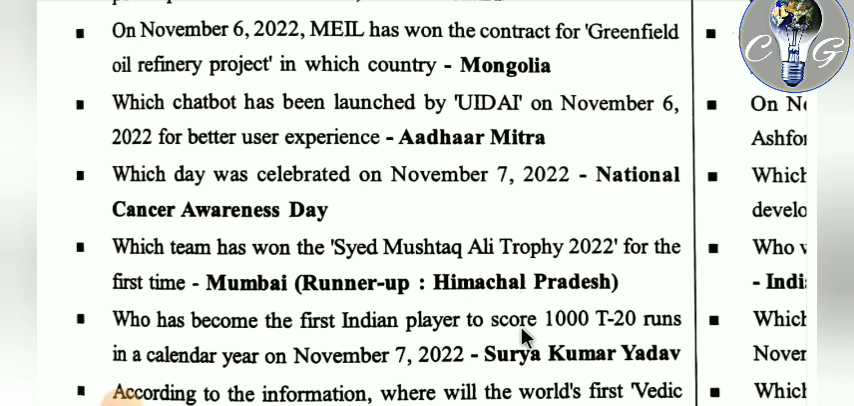 On November 6, 2022, MEIL has won the contract for 'Greenfield
oil refinery project' in which country - Mongolia
Which chatbot has been launched by 'UIDAI' on November 6,
2022 for better user experience - Aadhaar Mitra
Which day was celebrated on November 7, 2022 - National
Cancer Awareness Day
Which team has won the 'Syed Mushtaq Ali Trophy 2022' for the
first time - Mumbai (Runner-up : Himachal Pradesh)
Who has become the first Indian player to score 1000 T-20 runs
in a calendar year on November 7, 2022 - Surya Kumar Yadav
According to the information, where will the world's first 'Vedic
C G
On
Which
Who
Which
Which